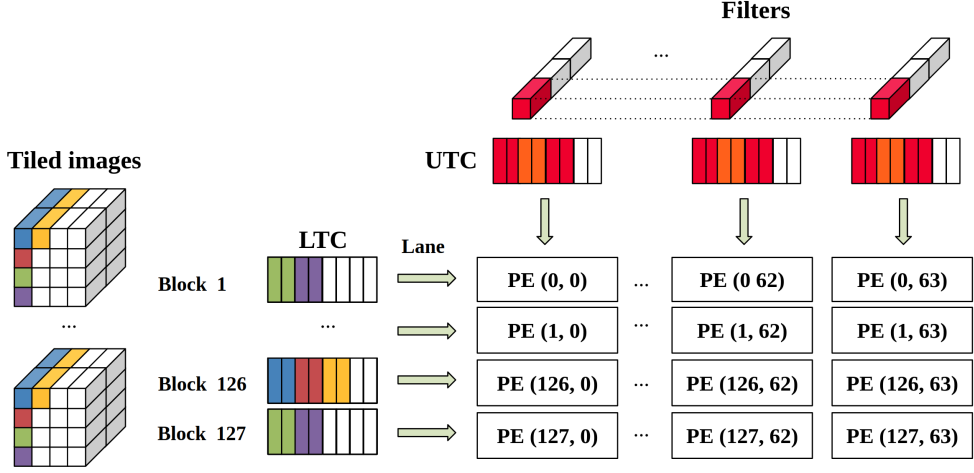 Filters
...
UTC
Tiled images
LTC
Lane
Block 1
PE (0, 0)
...
PE (0 62)
PE (0, 63)
...
...
PE (1, 0)
...
PE (1, 62)
PE (1, 63)
Block 126
PE (126, 0)
...
PE (126, 62)
PE (126, 63)
Block 127
PE (127, 0)
...
PE (127, 62)
PE (127, 63)